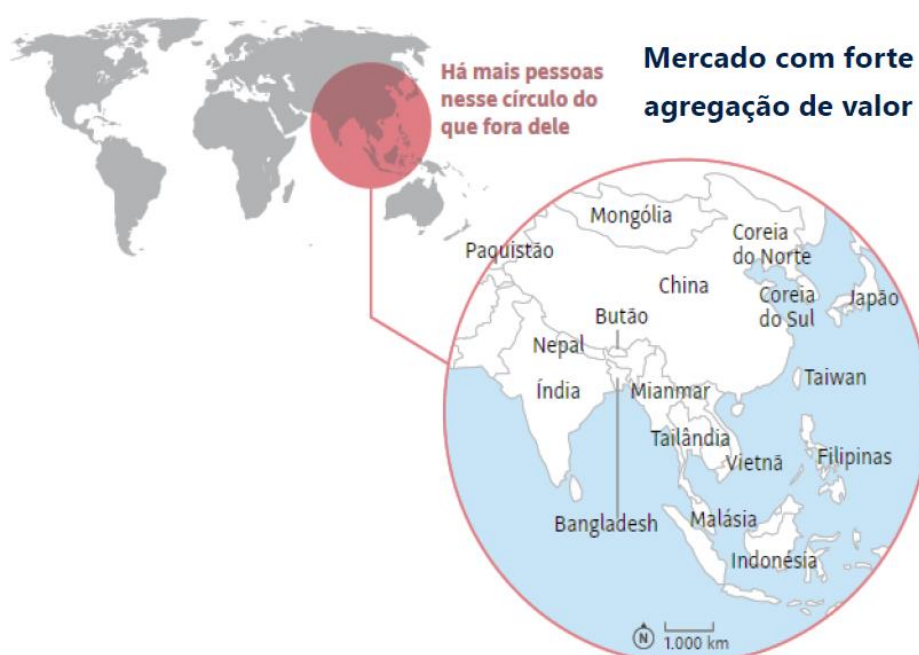 Há mais pessoas
nesse círculo do
que fora dele
Mercado com forte
agregação de valor
Mongólia
Coreia
do Norte
Paquistão
China
Coreia
do Sul
Japão
Butão
Nepal
Índia
Mianmar
Taiwan
Tailândia
Vietnã
Filipinas
Bangladesh
Malásia
Indonésia
N
1.000 km